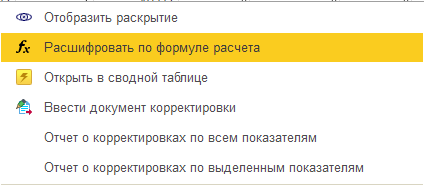 Отобразить раскрытие
fx Расшифровать по формуле расчета
Открыть в сводной таблице
Ввести документ корректировки
Отчет о корректировках по всем показателям
Отчет о корректировках по выделенным показателям